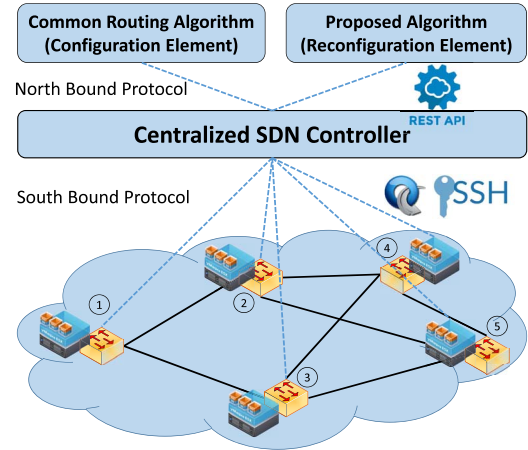 Common Routing Algorithm
(Configuration Element)
Proposed Algorithm
(Reconfiguration Element)
North Bound Protocol
REST API
Centralized SDN Controller
South Bound Protocol
SSH
1
2
3
4
5